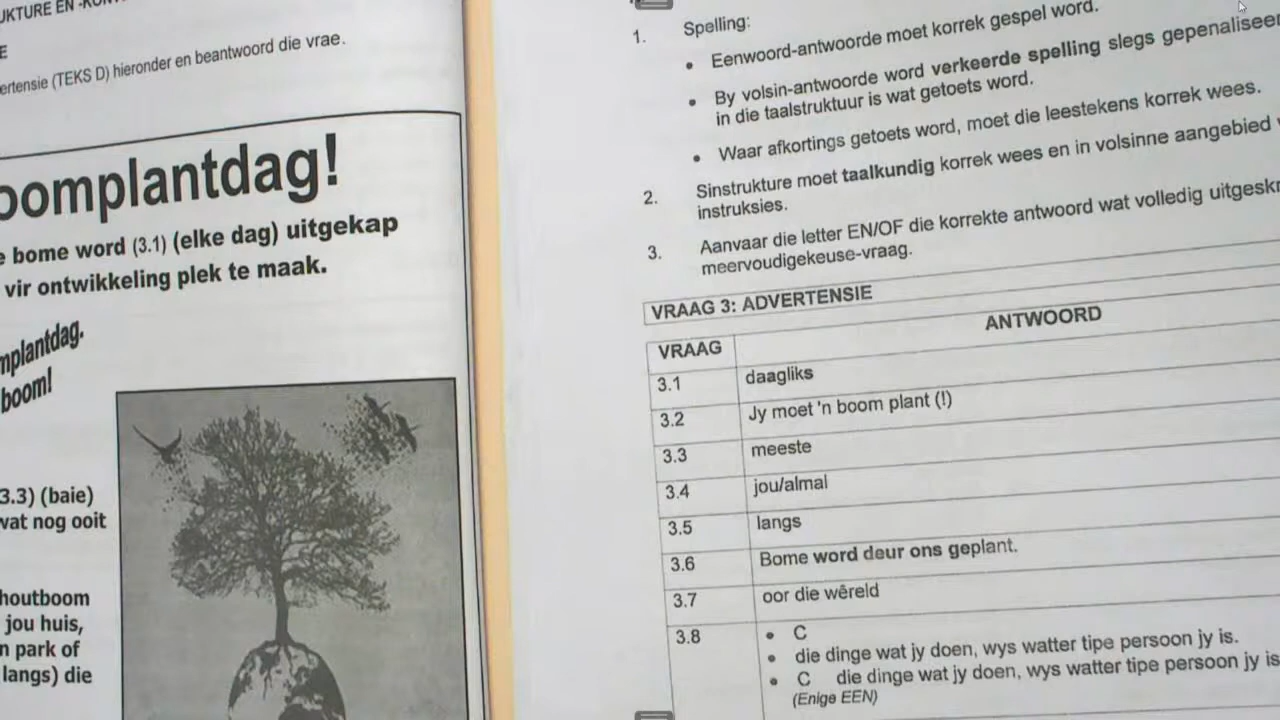 E
(TEKS D) hieronder en beantwoord die vrae.
oomplantdag!
bome word (3.1) (elke dag) uitgekap
vir ontwikkeling plek te maak.
mplantdag.
boom!
3.3) (baie)
wat nog ooit
houtboom
jou huis,
n park of
langs) die
1. Spelling:
• Eenwoord-antwoorde moet korrek gespel word.
• By volsin-antwoorde word verkeerde spelling slegs gepenaliseer
in die taalstruktuur is wat getoets word.
• Waar afkortings getoets word, moet die leestekens korrek wees.
2. Sinstrukture moet taalkundig korrek wees en in volsinne aangebied
instruksies.
3. Aanvaar die letter EN/OF die korrekte antwoord wat volledig
meervoudigekeuse-vraag.
VRAAG 3: ADVERTENSIE
VRAAG ANTWOORD
3.1 daagliks
3.2 Jy moet 'n boom plant (!)
3.3 meeste
3.4 jou/almal
3.5 langs
3.6 Bome word deur ons geplant.
3.7 oor die wêreld
3.8 • C
• die dinge wat jy doen, wys watter tipe persoon jy is.
• C die dinge wat jy doen, wys watter tipe persoon jy is
(Enige EEN)